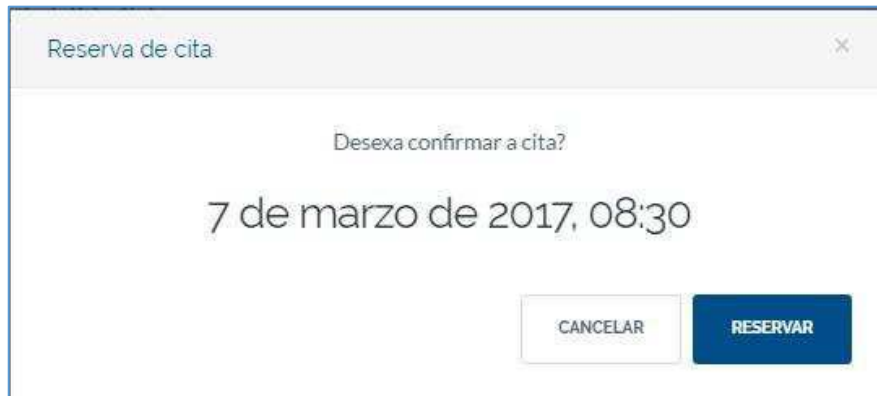 Reserva de cita
×
Desexa confirmar a cita?
7 de marzo de 2017, 08:30
CANCELAR
RESERVAR